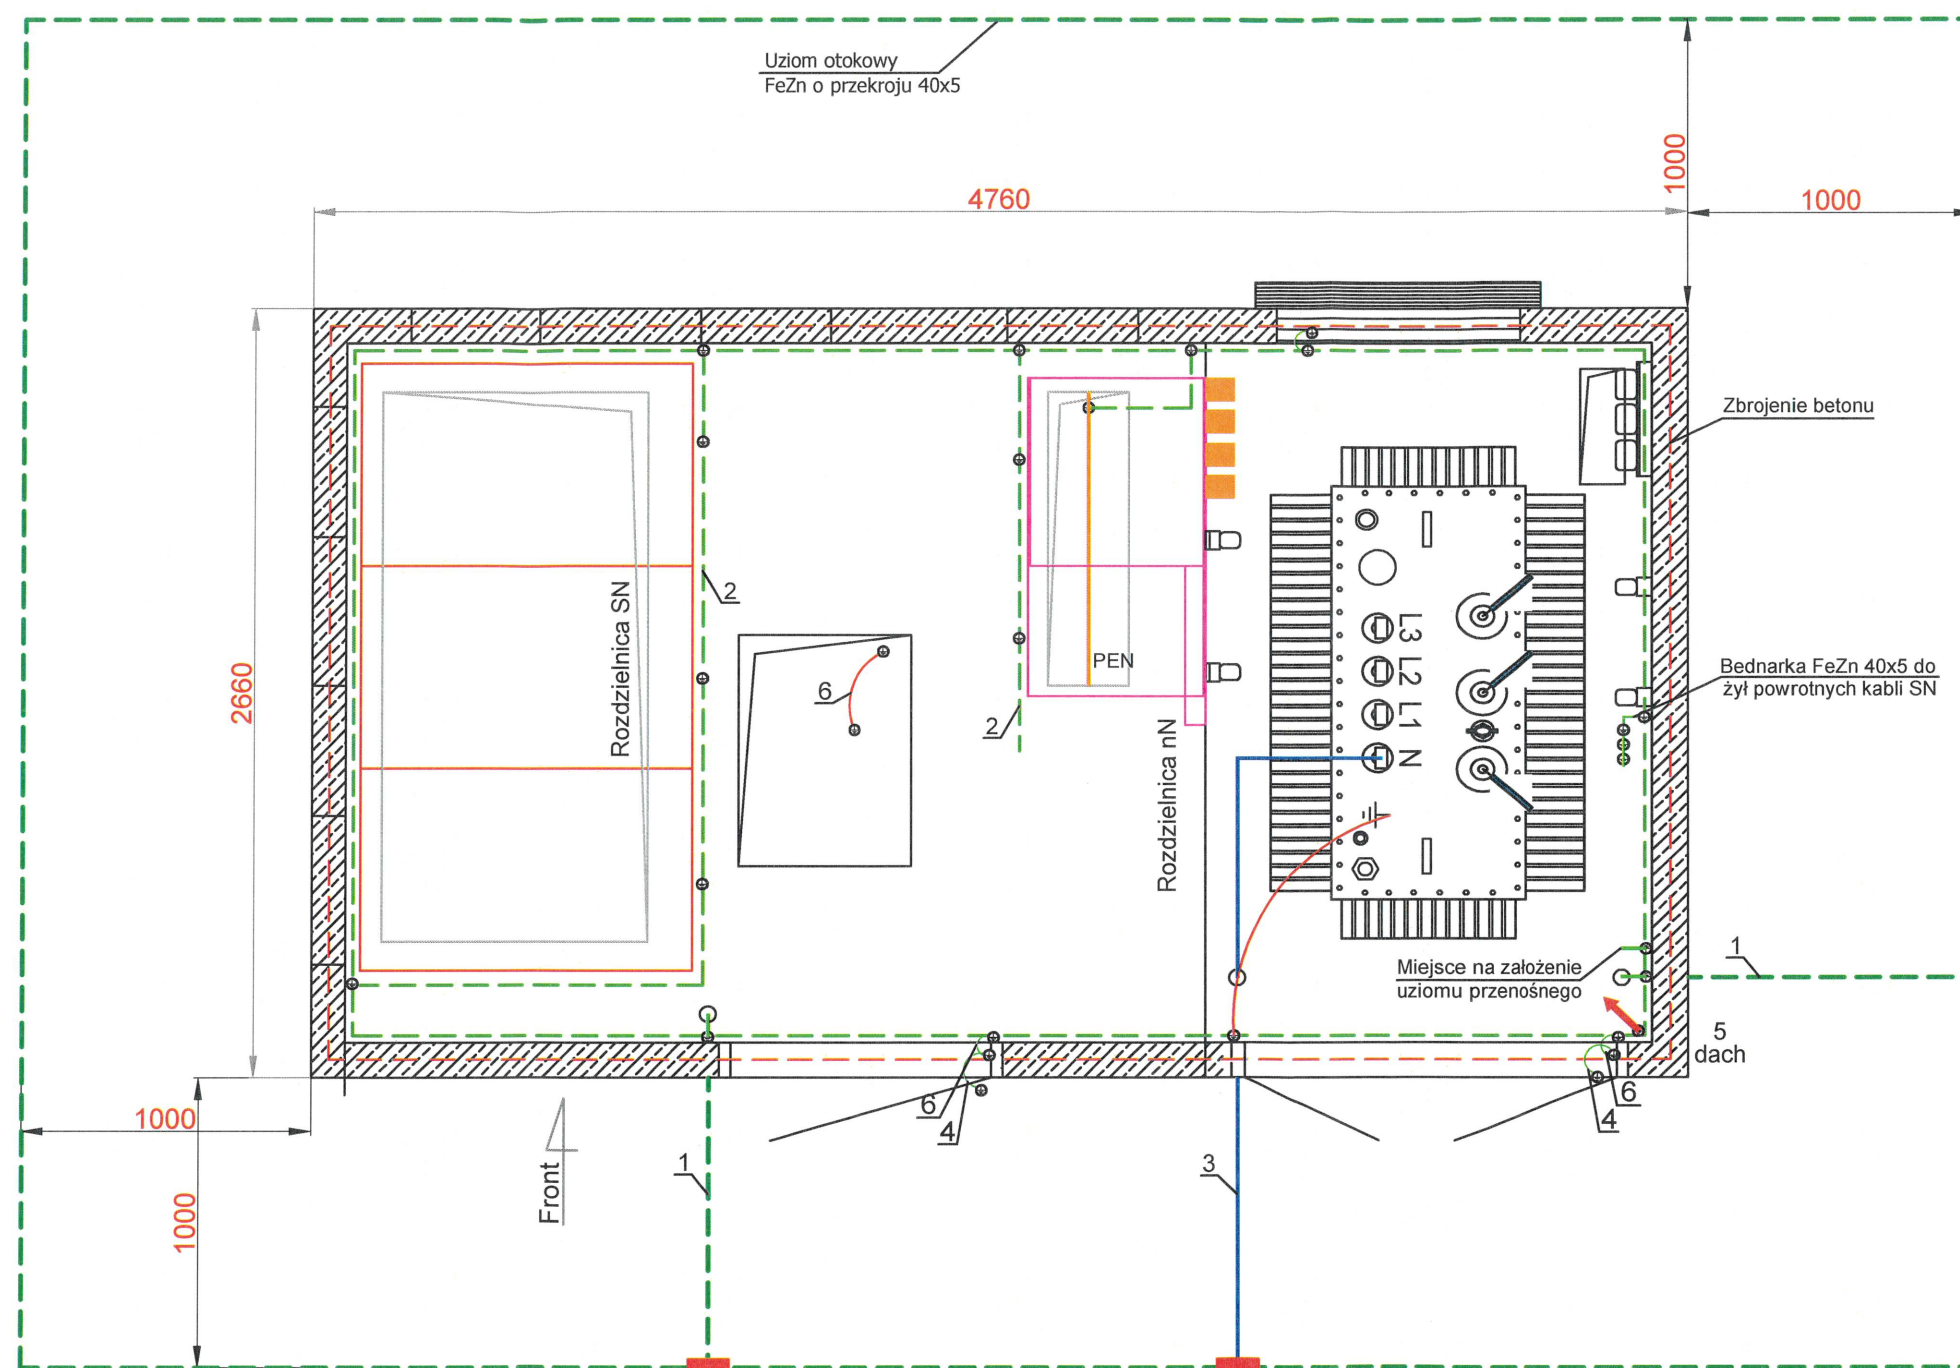 Uziom otokowy
FeZn o przekroju 40x5
1000
4760
1000
Zbrojenie betonu
2
Rozdzielnica SN
6
PEN
2
L3
L2
L1
N
Bednarka FeZn 40x5 do
żył powrotnych kabli SN
2660
Rozdzielnica nN
Miejsce na założenie
uziomu przenośnego
1
5
dach
6
4
6
4
1000
1000
Front
1
3